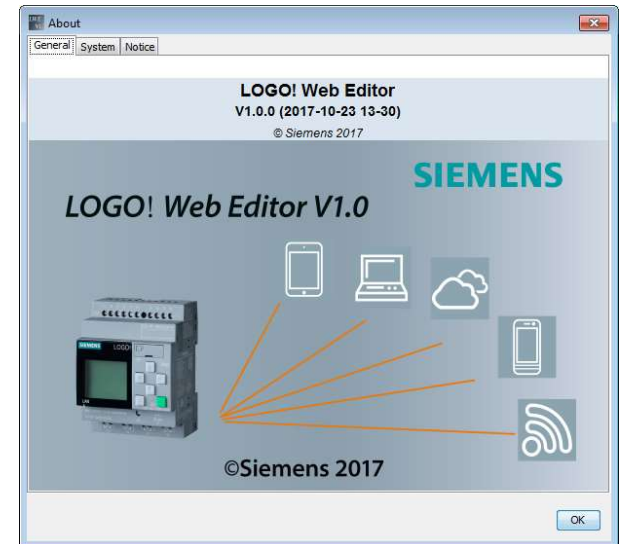 About
General System Notice
LOGO! Web Editor
V1.0.0 (2017-10-23 13-30)
© Siemens 2017
SIEMENS
LOGO! Web Editor V1.0
SIEMENS LOGO!
©Siemens 2017
OK